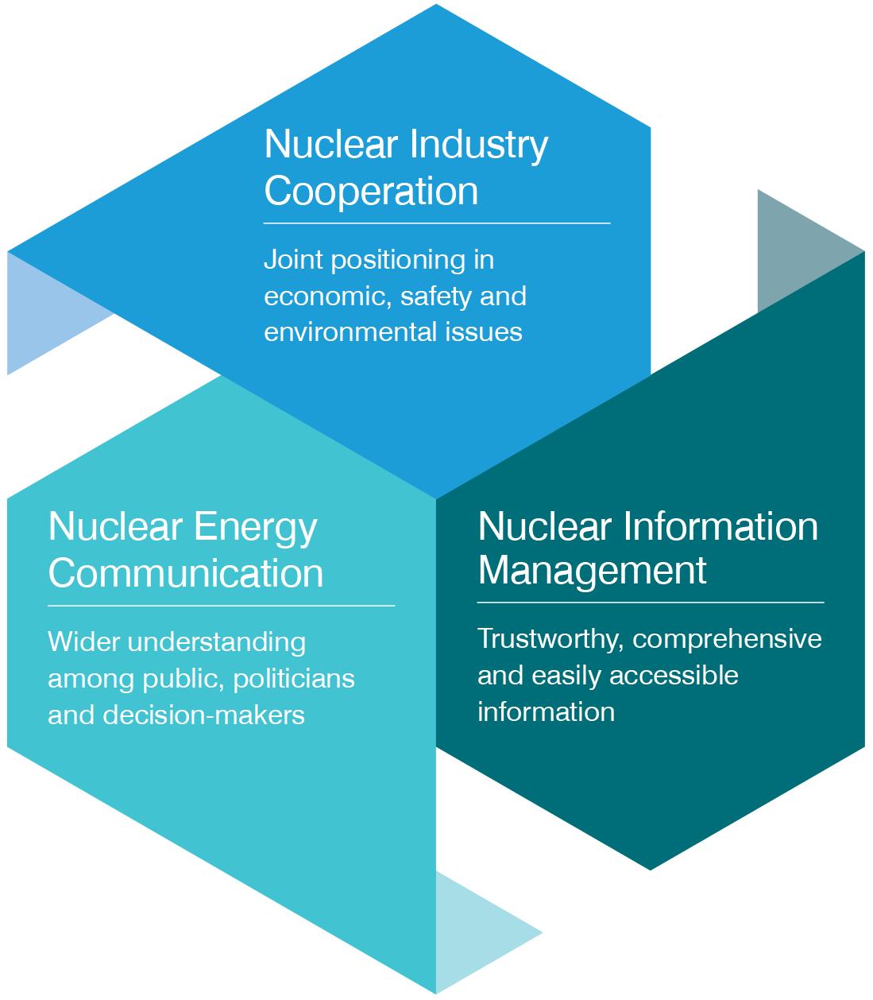 Nuclear Industry
Cooperation
Joint positioning in
economic, safety and
environmental issues
Nuclear Energy
Communication
Wider understanding
among public, politicians
and decision-makers
Nuclear Information
Management
Trustworthy, comprehensive
and easily accessible
information